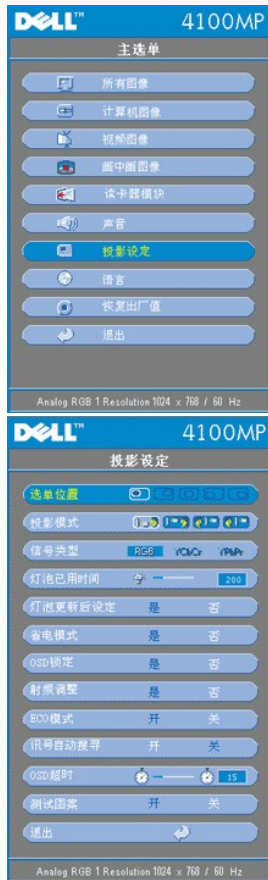 DELL™ 4100MP
主选单
所有图像
计算机图像
视频图像
画中画图像
读卡器模块
声音
投影设定
语言
恢复出厂值
退出
Analog RGB 1 Resolution 1024 x 768 / 60 Hz
DELL™ 4100MP
投影设定
选单位置
投影模式
信号类型 RGB YCbCr YPbPr
灯泡已用时间 200
灯泡更新后设定 是 否
省电模式 是 否
OSD锁定 是 否
射频调整 是 否
ECO模式 开 关
讯号自动搜寻 开 关
OSD超时 15
测试图案 开 关
退出
Analog RGB 1 Resolution 1024 x 768 / 60 Hz